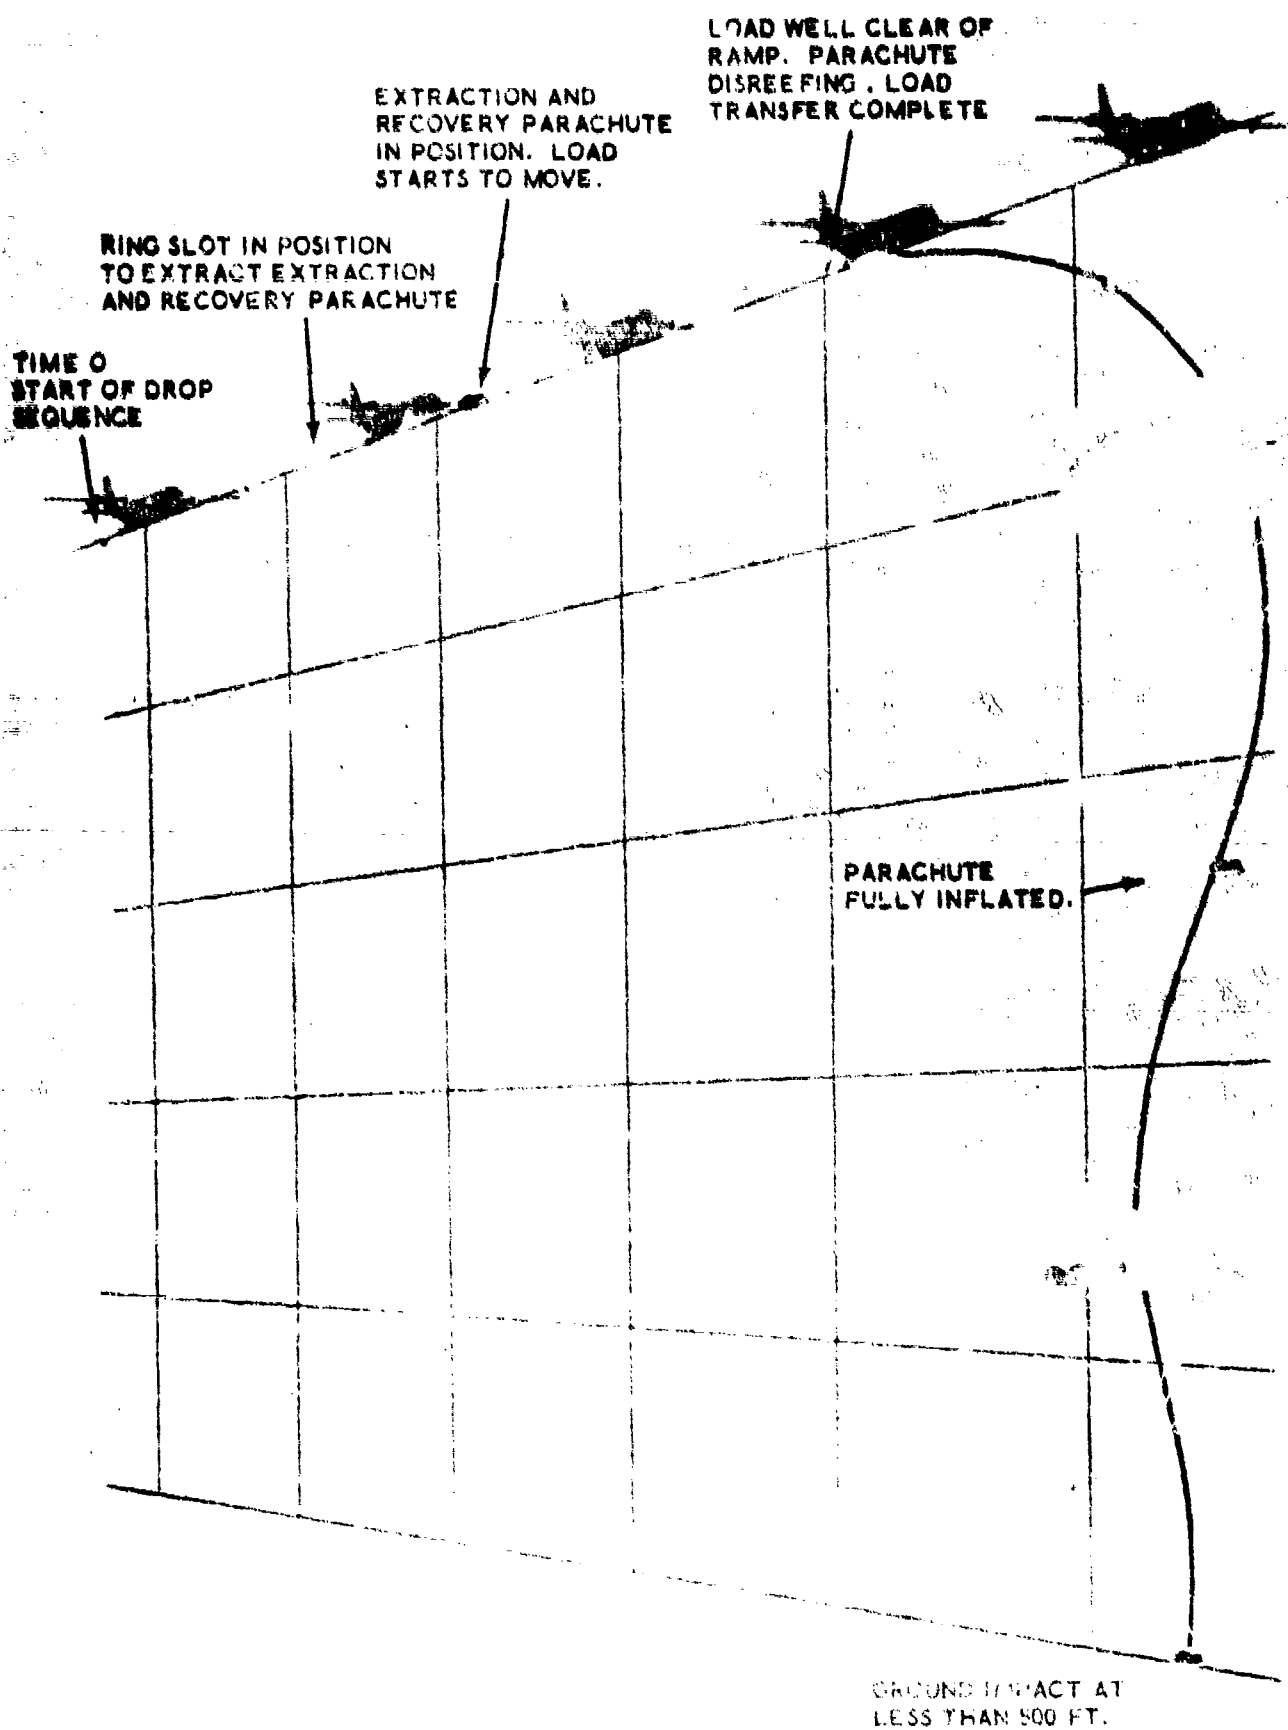 LOAD WELL CLEAR OF
RAMP. PARACHUTE
DISREEFING. LOAD
TRANSFER COMPLETE
EXTRACTION AND
RECOVERY PARACHUTE
IN POSITION. LOAD
STARTS TO MOVE.
RING SLOT IN POSITION
TO EXTRACT EXTRACTION
AND RECOVERY PARACHUTE
TIME O
START OF DROP
SEQUENCE
PARACHUTE
FULLY INFLATED.
GROUND IMPACT AT
LESS THAN 500 FT.